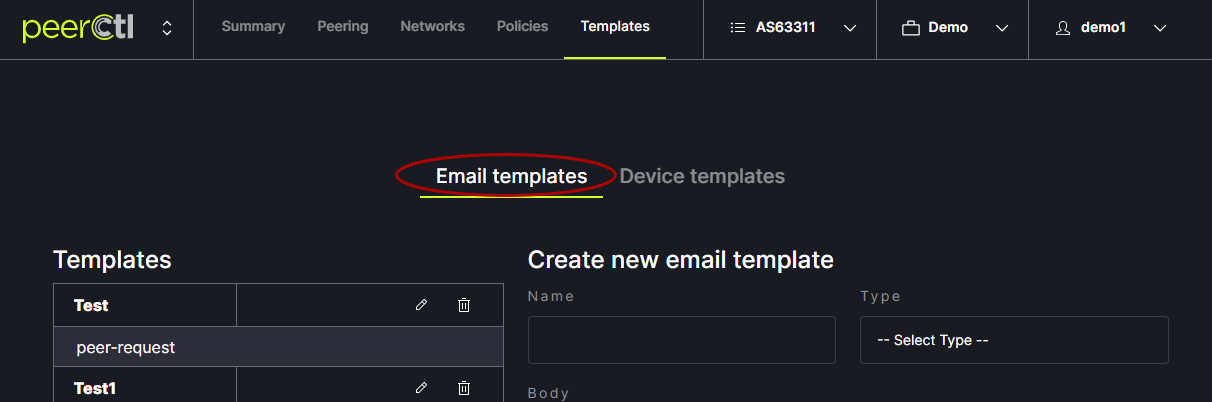 peerctl Summary Peering Networks Policies Templates AS63311 Demo demo1
Email templates Device templates
Templates Create new email template
Name Type
Test
-- Select Type --
peer-request
Test1
Body